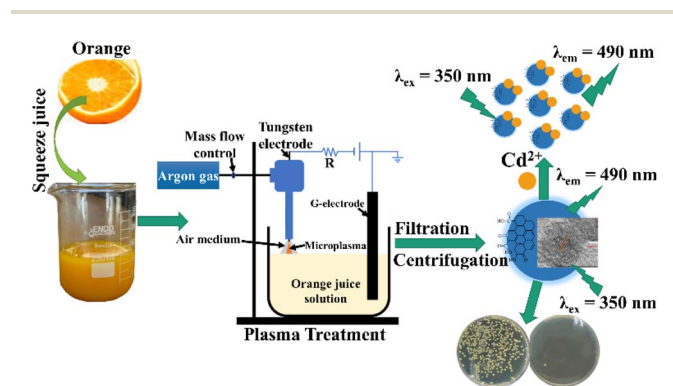 Orange
Squeeze juice
ENDO
Mass flow
control
Argon gas
Tungsten
electrode
R
G-electrode
Air medium
Microplasma
Orange juice
solution
Plasma Treatment
Filtration
Centrifugation
λex = 350 nm
λem = 490 nm
Cd2+
λem = 490 nm
λex = 350 nm